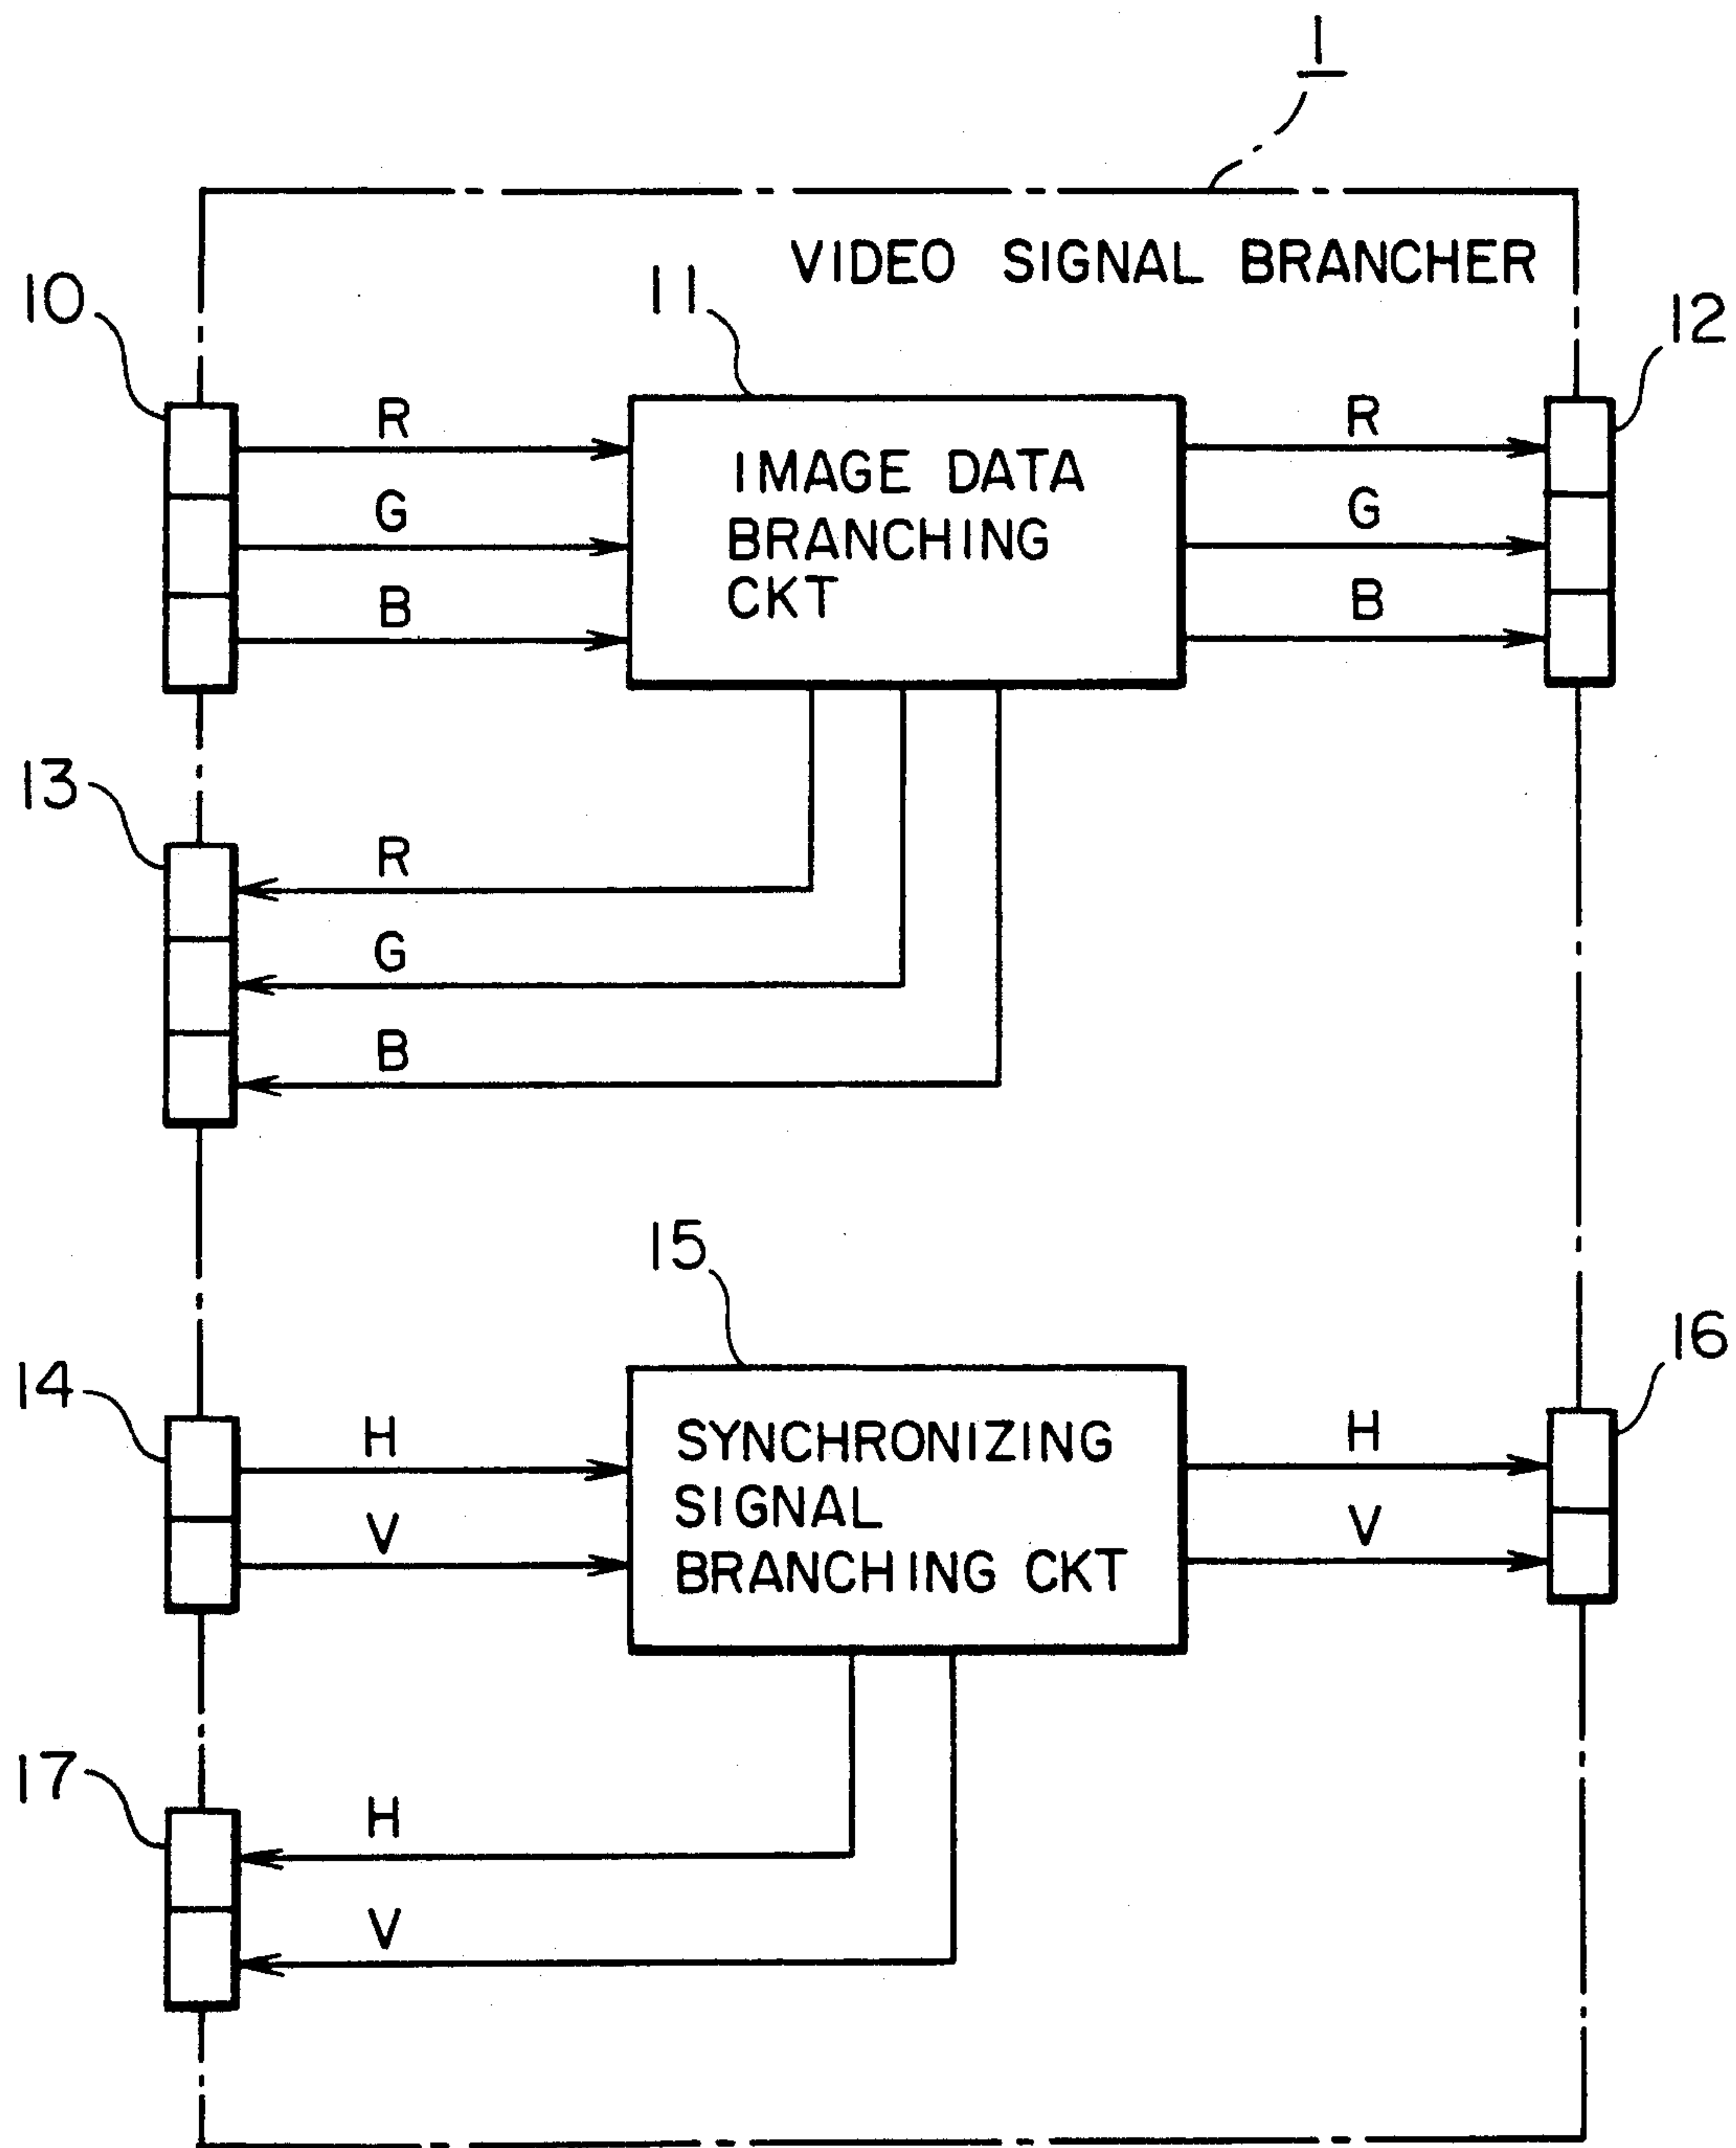 1
VIDEO SIGNAL BRANCHER
10
11
12
R
G
B
IMAGE DATA
BRANCHING
CKT
R
G
B
13
R
G
B
14
15
16
H
V
SYNCHRONIZING
SIGNAL
BRANCHING CKT
H
V
17
H
V